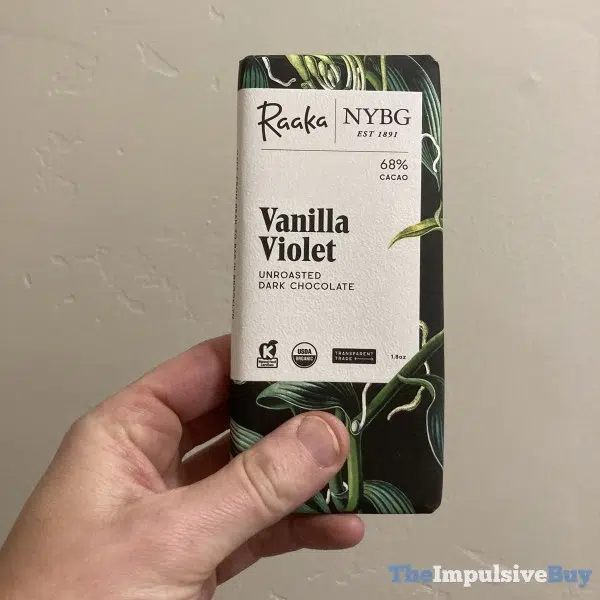 Raaka
NYBG
EST 1891
68%
CACAO
Vanilla
Violet
UNROASTED
DARK CHOCOLATE
K
USDA
ORGANIC
TRANSPARENT
TRADE
1.8oz
TheImpulsiveBuy